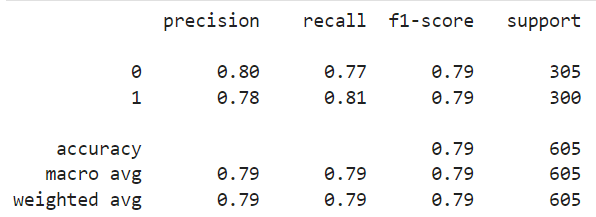 precision recall f1-score support
0 0.80 0.77 0.79 305
1 0.78 0.81 0.79 300
accuracy 0.79 605
macro avg 0.79 0.79 0.79 605
weighted avg 0.79 0.79 0.79 605